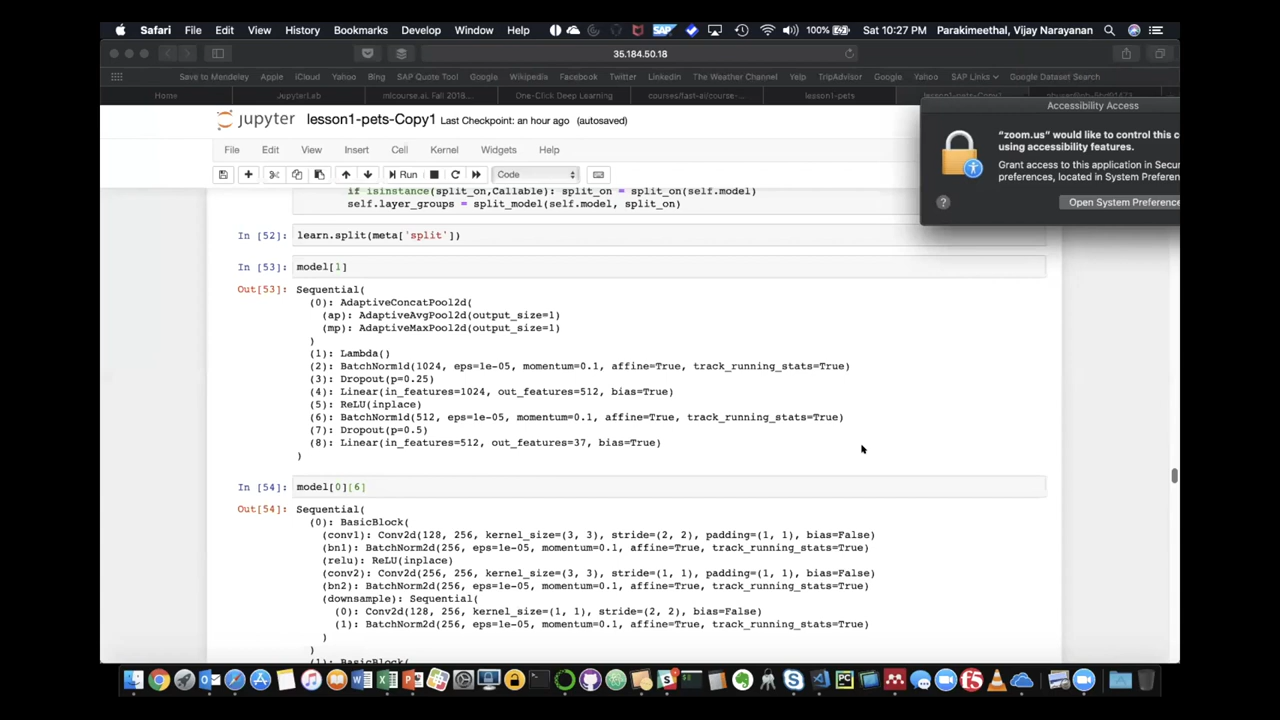 Safari File Edit View History Bookmarks Develop Window Help SAP 100% Sat 10:27 PM Parakimeethal, Vijay Narayanan
35.184.50.18
Save to Mendeley Apple iCloud Yahoo Bing SAP Quote Tool Google Wikipedia Facebook Twitter LinkedIn The Weather Channel Yelp TripAdvisor Google Yahoo SAP Links Google Dataset Search
Home JupyterLab mlcourse.ai. Fall 2018... One-Click Deep Learning courses/fast-ai/course-... lesson1-pets lesson1-pets-Copy1
Accessibility Access
"zoom.us" would like to control this c
using accessibility features.
Grant access to this application in Secur
preferences, located in System Preferen
? Open System Preference
jupyter lesson1-pets-Copy1 Last Checkpoint: an hour ago (autosaved)
File Edit View Insert Cell Kernel Widgets Help
Run Code
if isinstance(split_on,Callable): split_on = split_on(self.model)
self.layer_groups = split_model(self.model, split_on)
In [52]: learn.split(meta['split'])
In [53]: model[1]
Out[53]: Sequential(
(0): AdaptiveConcatPool2d(
(ap): AdaptiveAvgPool2d(output_size=1)
(mp): AdaptiveMaxPool2d(output_size=1)
)
(1): Lambda()
(2): BatchNorm1d(1024, eps=1e-05, momentum=0.1, affine=True, track_running_stats=True)
(3): Dropout(p=0.25)
(4): Linear(in_features=1024, out_features=512, bias=True)
(5): ReLU(inplace)
(6): BatchNorm1d(512, eps=1e-05, momentum=0.1, affine=True, track_running_stats=True)
(7): Dropout(p=0.5)
(8): Linear(in_features=512, out_features=37, bias=True)
)
In [54]: model[0][6]
Out[54]: Sequential(
(0): BasicBlock(
(conv1): Conv2d(128, 256, kernel_size=(3, 3), stride=(2, 2), padding=(1, 1), bias=False)
(bn1): BatchNorm2d(256, eps=1e-05, momentum=0.1, affine=True, track_running_stats=True)
(relu): ReLU(inplace)
(conv2): Conv2d(256, 256, kernel_size=(3, 3), stride=(1, 1), padding=(1, 1), bias=False)
(bn2): BatchNorm2d(256, eps=1e-05, momentum=0.1, affine=True, track_running_stats=True)
(downsample): Sequential(
(0): Conv2d(128, 256, kernel_size=(1, 1), stride=(2, 2), bias=False)
(1): BatchNorm2d(256, eps=1e-05, momentum=0.1, affine=True, track_running_stats=True)
)
)
(1): BasicBlock(